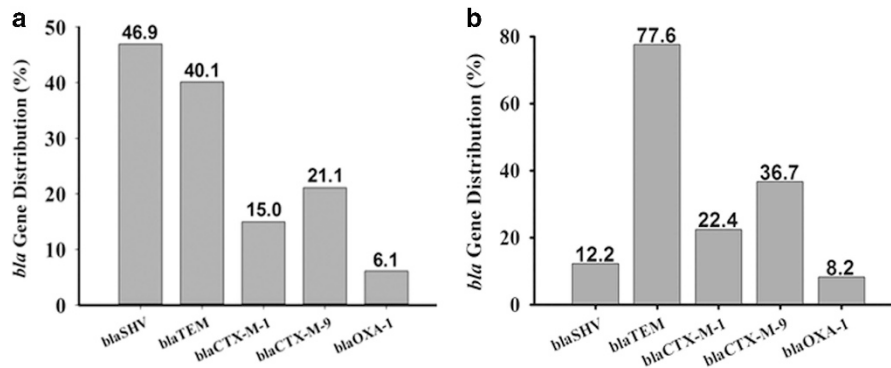 a
bla Gene Distribution (%)
50
40
30
20
10
0
46.9
40.1
15.0
21.1
6.1
blaSHV
blaTEM
blaCTX-M-1
blaCTX-M-9
blaOXA-1
b
bla Gene Distribution (%)
80
60
40
20
0
12.2
77.6
22.4
36.7
8.2
blaSHV
blaTEM
blaCTX-M-1
blaCTX-M-9
blaOXA-1